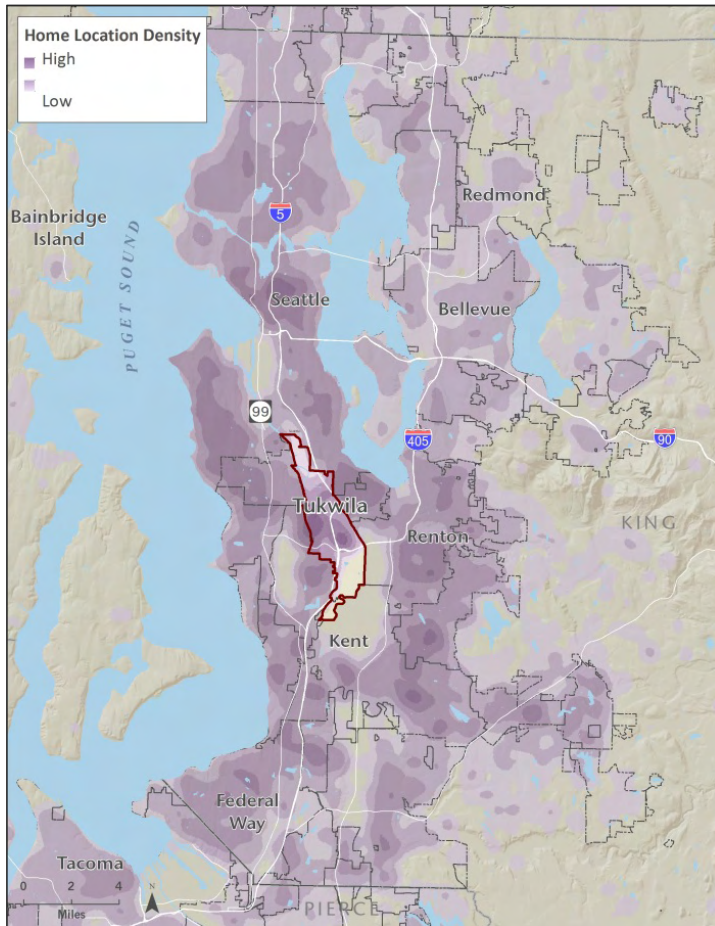 Home Location Density
High
Low
Bainbridge
Island
PUGET SOUND
5
Redmond
Seattle
Bellevue
99
405
90
Tukwila
KING
Renton
Kent
Federal
Way
Tacoma
0 2 4
N
Miles
PIERCE